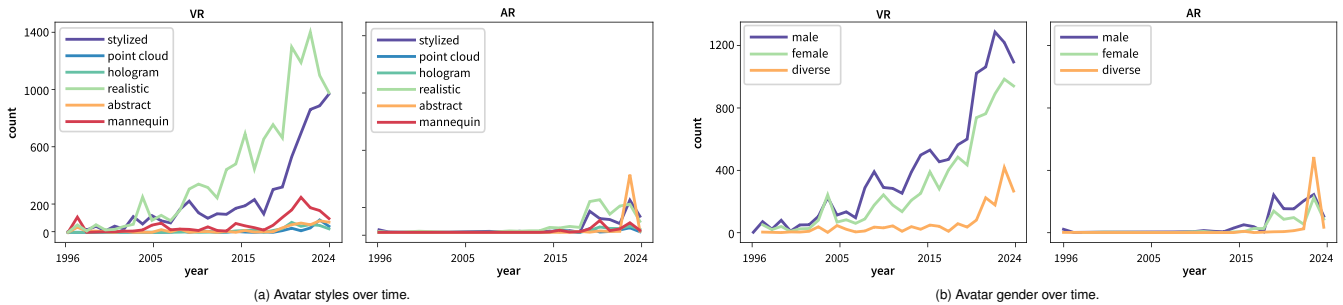 VR
AR
1400
1000
600
200
0
count
stylized
point cloud
hologram
realistic
abstract
mannequin
1996
2005
2015
2024
year
stylized
point cloud
hologram
realistic
abstract
mannequin
1996
2005
2015
2024
year
(a) Avatar styles over time.
VR
AR
1200
800
400
0
count
male
female
diverse
1996
2005
2015
2024
year
male
female
diverse
1996
2005
2015
2024
year
(b) Avatar gender over time.